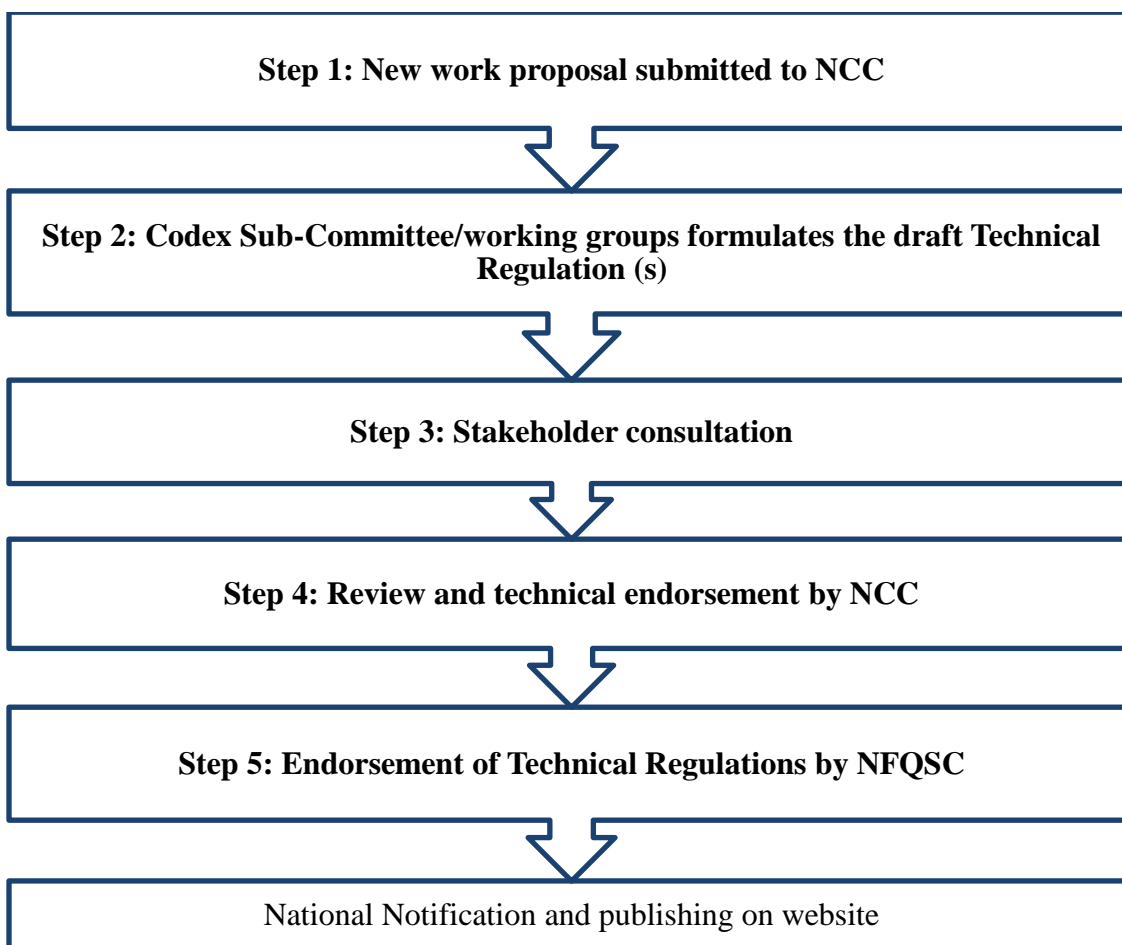 Step 1: New work proposal submitted to NCC
Step 2: Codex Sub-Committee/working groups formulates the draft Technical
Regulation (s)
Step 3: Stakeholder consultation
Step 4: Review and technical endorsement by NCC
Step 5: Endorsement of Technical Regulations by NFQSC
National Notification and publishing on website